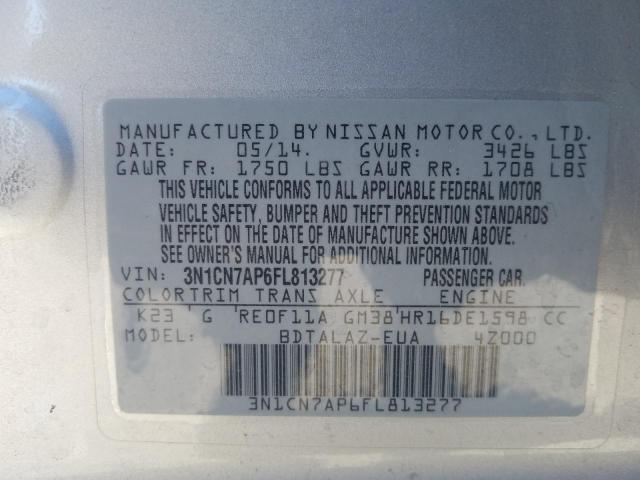 MANUFACTURED BY NISSAN MOTOR CO., LTD.
DATE: 05/14. GVWR: 3426 LBS
GAWR FR: 1750 LBS GAWR RR: 1708 LBS
THIS VEHICLE CONFORMS TO ALL APPLICABLE FEDERAL MOTOR
VEHICLE SAFETY, BUMPER AND THEFT PREVENTION STANDARDS
IN EFFECT ON THE DATE OF MANUFACTURE SHOWN ABOVE.
SEE OWNER'S MANUAL FOR ADDITIONAL INFORMATION.
VIN: 3N1CN7AP6FL813277 PASSENGER CAR.
COLOR TRIM TRANS AXLE ENGINE
K23 G RE0F11A GM38 HR16DE1598 CC
MODEL: BDTALAZ-EUA 4Z000
3N1CN7AP6FL813277